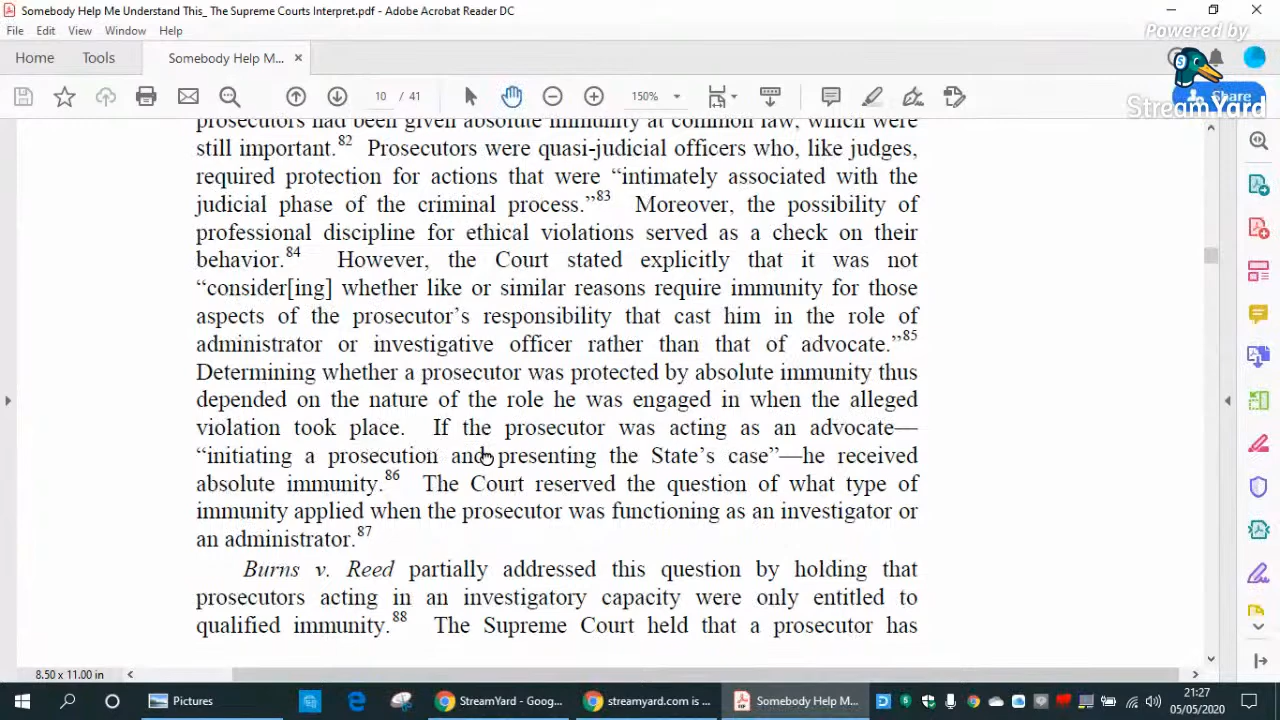 Somebody Help Me Understand This_ The Supreme Courts Interpret.pdf - Adobe Acrobat Reader DC
File Edit View Window Help
Powered by
StreamYard
Home Tools Somebody Help M... ×
Share
10 / 41 150%
prosecutors had been given absolute immunity at common law, which were
still important.82 Prosecutors were quasi-judicial officers who, like judges,
required protection for actions that were “intimately associated with the
judicial phase of the criminal process.”83 Moreover, the possibility of
professional discipline for ethical violations served as a check on their
behavior.84 However, the Court stated explicitly that it was not
“consider[ing] whether like or similar reasons require immunity for those
aspects of the prosecutor’s responsibility that cast him in the role of
administrator or investigative officer rather than that of advocate.”85
Determining whether a prosecutor was protected by absolute immunity thus
depended on the nature of the role he was engaged in when the alleged
violation took place. If the prosecutor was acting as an advocate—
“initiating a prosecution and presenting the State’s case”—he received
absolute immunity.86 The Court reserved the question of what type of
immunity applied when the prosecutor was functioning as an investigator or
an administrator.87
Burns v. Reed partially addressed this question by holding that
prosecutors acting in an investigatory capacity were only entitled to
qualified immunity.88 The Supreme Court held that a prosecutor has
8.50 x 11.00 in
Pictures StreamYard - Goog... streamyard.com is ... Somebody Help M...
21:27
05/05/2020